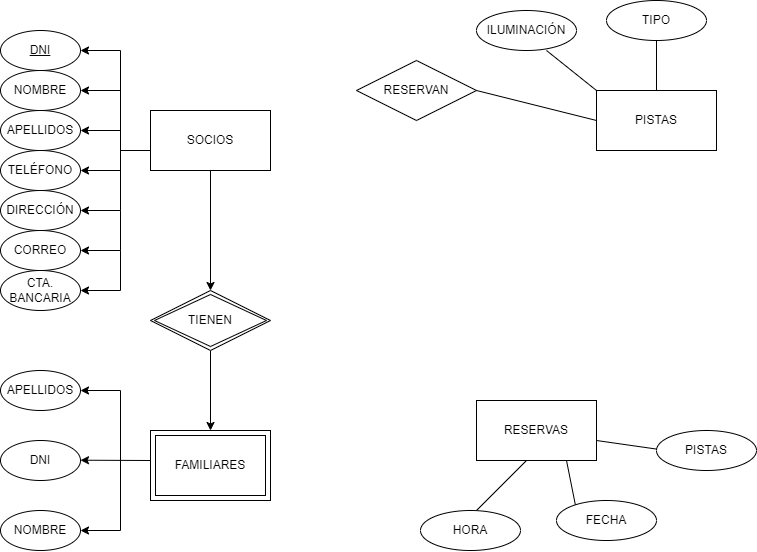 TIPO
ILUMINACIÓN
DNI
NOMBRE
RESERVAN
APELLIDOS
PISTAS
SOCIOS
TELÉFONO
DIRECCIÓN
CORREO
CTA.
BANCARIA
TIENEN
APELLIDOS
RESERVAS
PISTAS
DNI
FAMILIARES
FECHA
NOMBRE
HORA